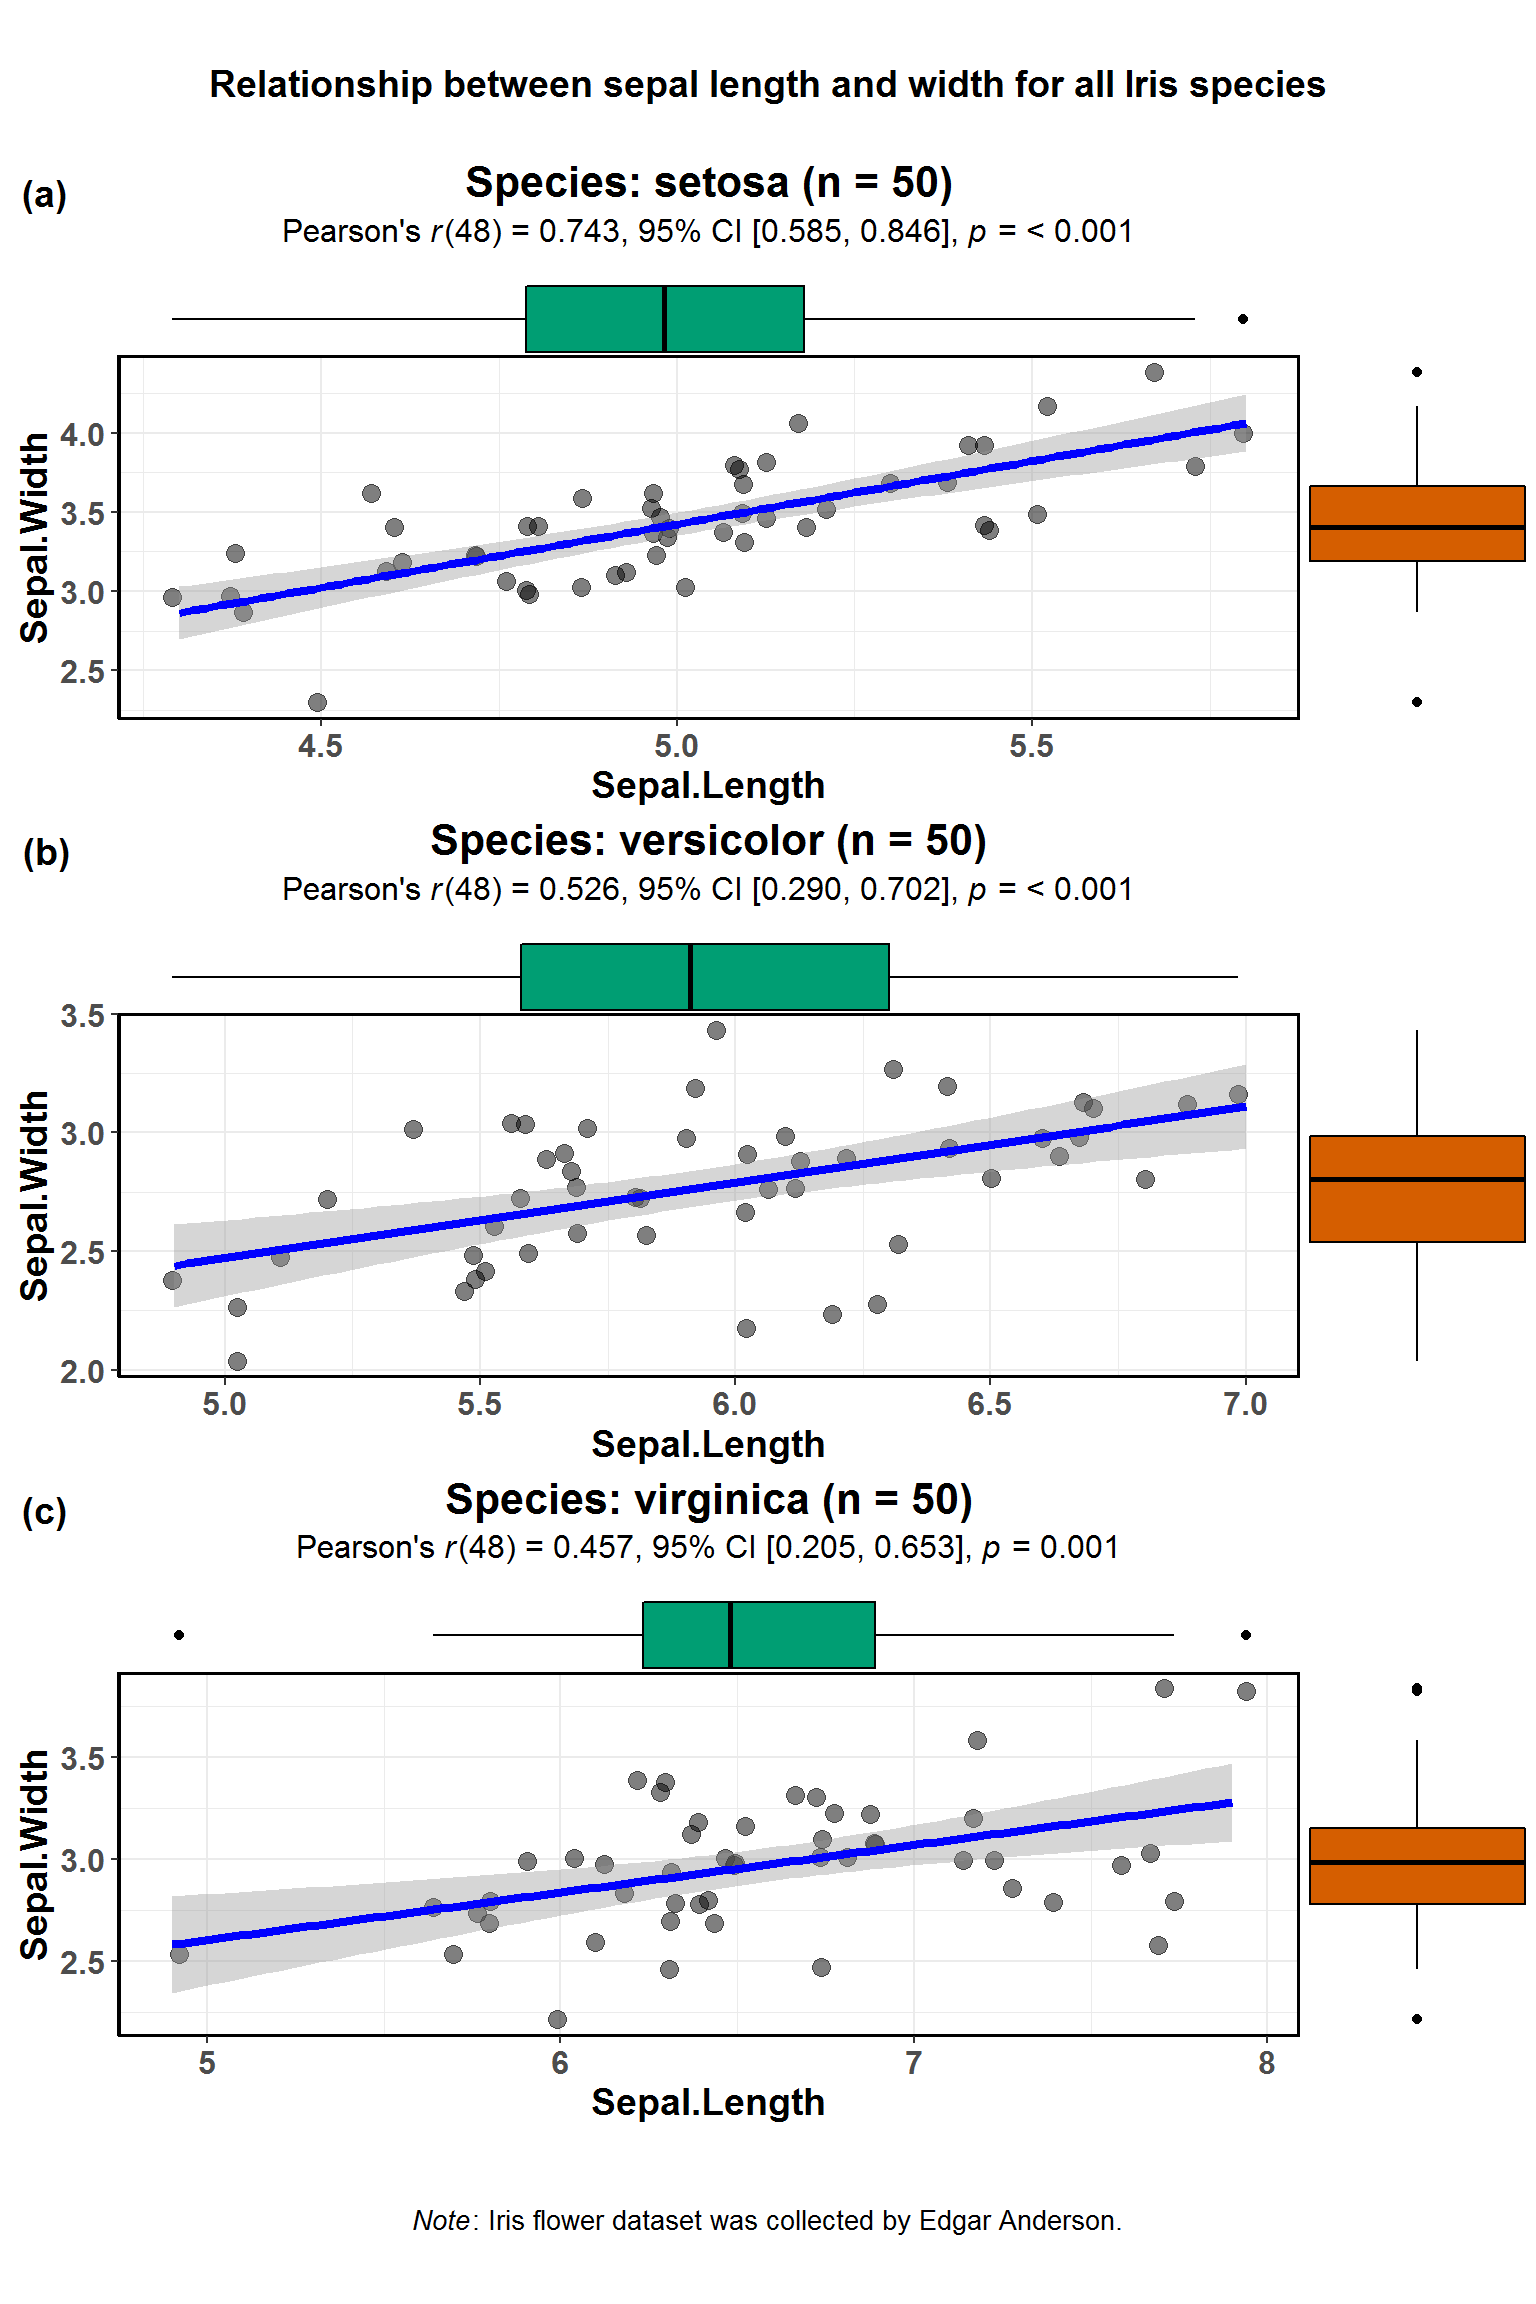 Relationship between sepal length and width for all Iris species
(a)
Species: setosa (n = 50)
Pearson's r(48) = 0.743, 95% CI [0.585, 0.846], p = < 0.001
Sepal.Width
4.0
3.5
3.0
2.5
4.5 5.0 5.5
Sepal.Length
(b)
Species: versicolor (n = 50)
Pearson's r(48) = 0.526, 95% CI [0.290, 0.702], p = < 0.001
Sepal.Width
3.5
3.0
2.5
2.0
5.0 5.5 6.0 6.5 7.0
Sepal.Length
(c)
Species: virginica (n = 50)
Pearson's r(48) = 0.457, 95% CI [0.205, 0.653], p = 0.001
Sepal.Width
3.5
3.0
2.5
5 6 7 8
Sepal.Length
Note: Iris flower dataset was collected by Edgar Anderson.